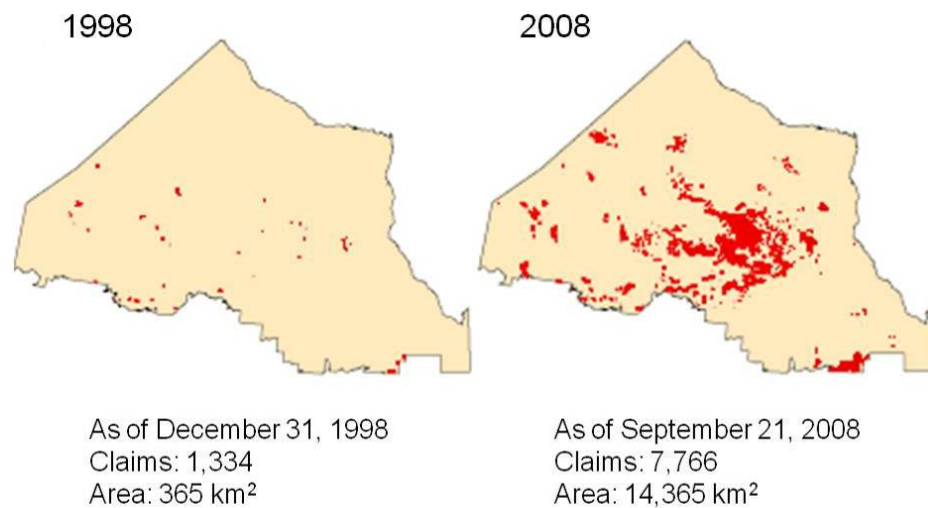 1998
2008
As of December 31, 1998
Claims: 1,334
Area: 365 km²
As of September 21, 2008
Claims: 7,766
Area: 14,365 km²